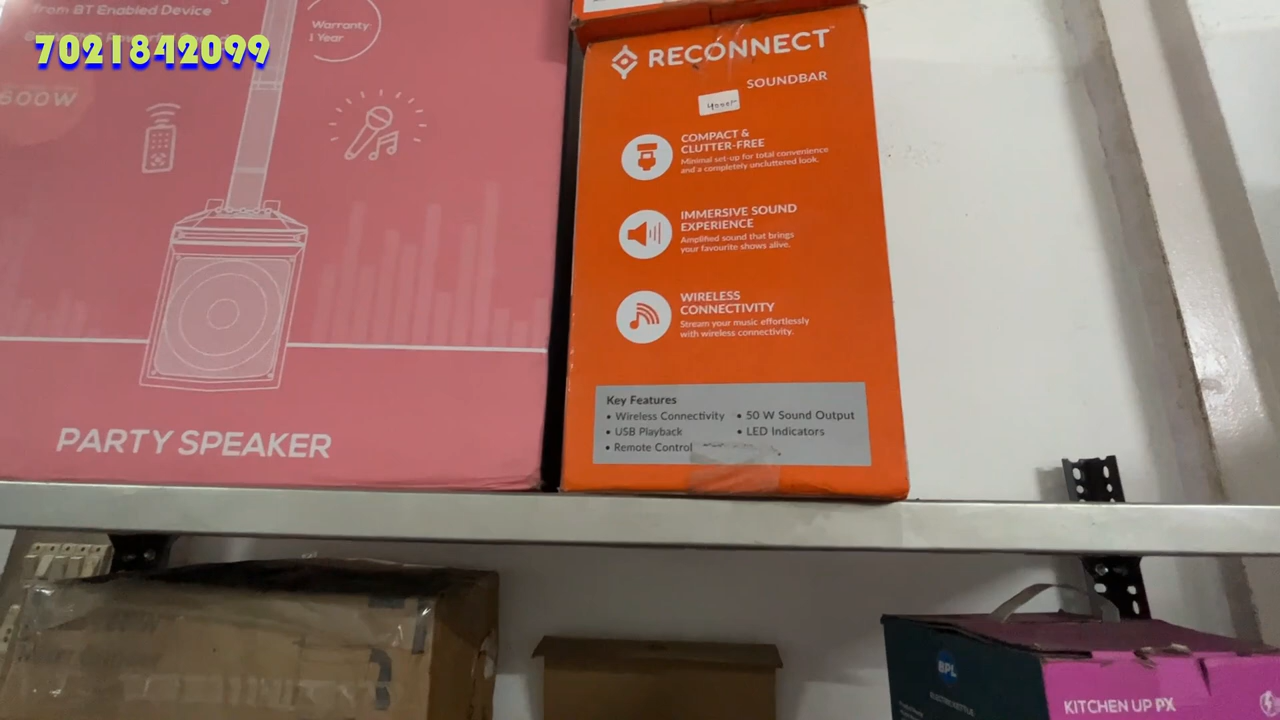 from BT Enabled Device
7021842099
Warranty
1 Year
600W
PARTY SPEAKER
RECONNECT
SOUNDBAR
COMPACT &
CLUTTER-FREE
Minimal set-up for total convenience
and a completely uncluttered look.
IMMERSIVE SOUND
EXPERIENCE
Amplified sound that brings
your favourite shows alive.
WIRELESS
CONNECTIVITY
Stream your music effortlessly
with wireless connectivity.
Key Features
• Wireless Connectivity • 50 W Sound Output
• USB Playback • LED Indicators
• Remote Control
BPL
ELECTRIC KETTLE
KITCHEN UP PX